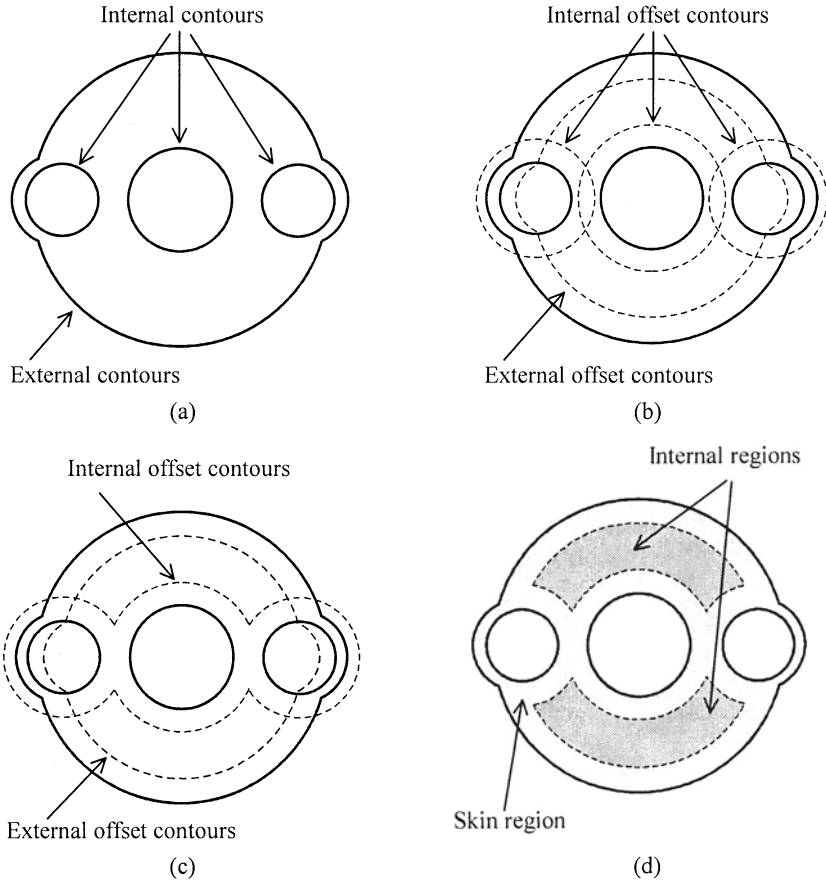 Internal contours
External contours
(a)
Internal offset contours
External offset contours
(b)
Internal offset contours
External offset contours
(c)
Internal regions
Skin region
(d)